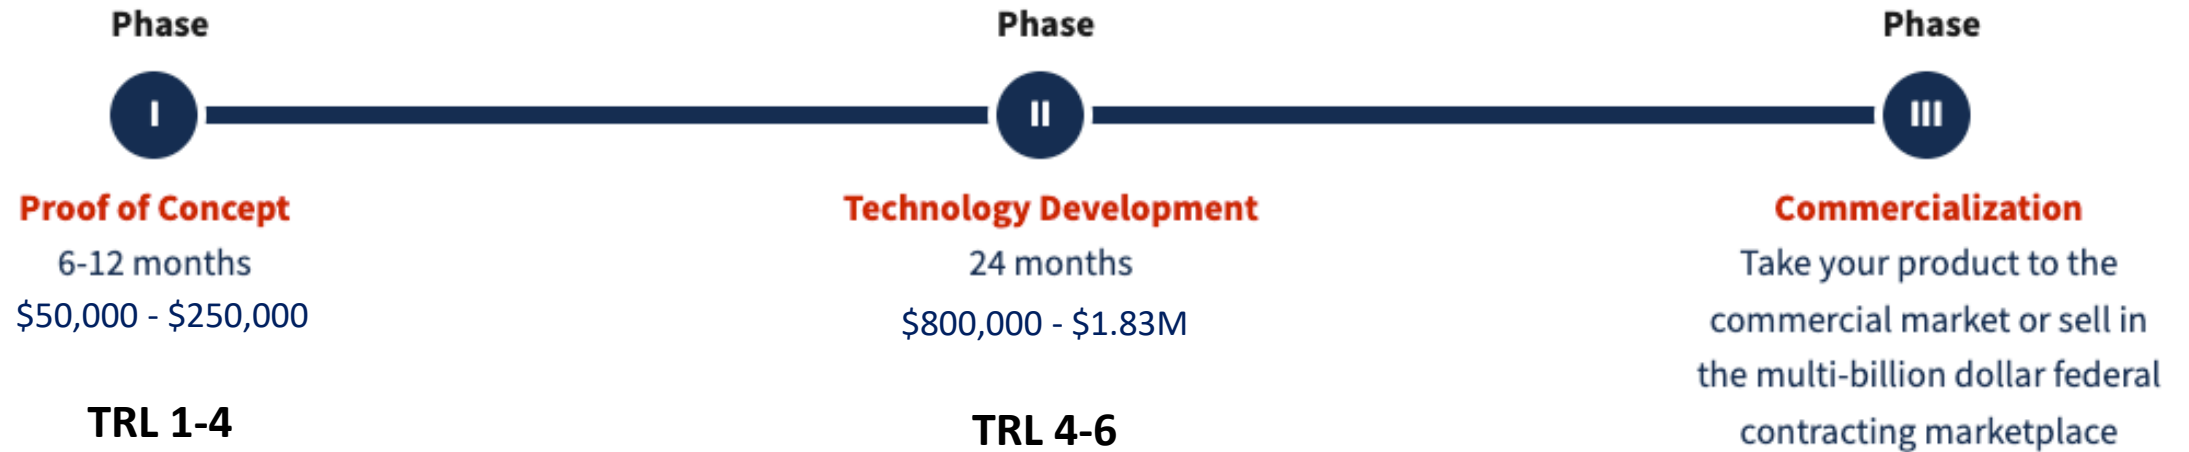 Phase
I
Proof of Concept
6-12 months
$50,000 - $250,000
TRL 1-4
Phase
II
Technology Development
24 months
$800,000 - $1.83M
TRL 4-6
Phase
III
Commercialization
Take your product to the
commercial market or sell in
the multi-billion dollar federal
contracting marketplace